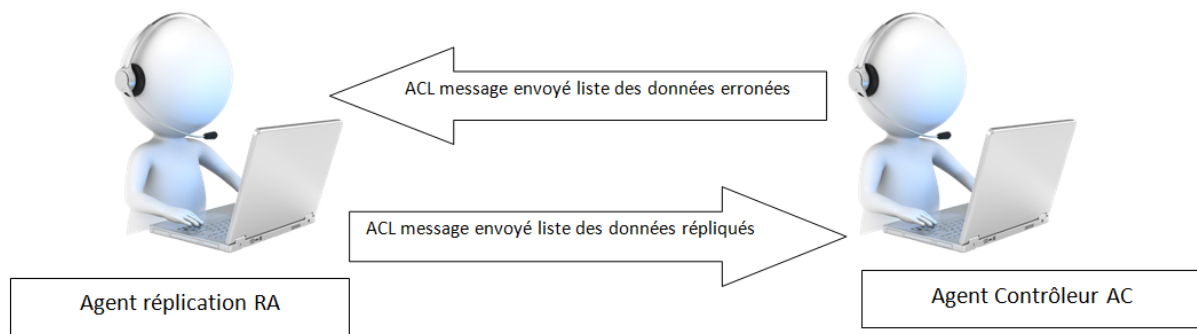 ACL message envoyé liste des données erronées
ACL message envoyé liste des données répliqués
Agent réplication RA
Agent Contrôleur AC